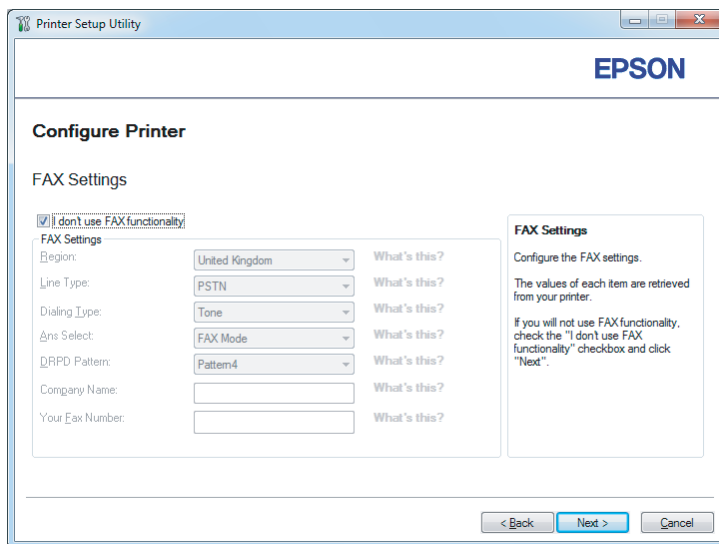 Printer Setup Utility
EPSON
Configure Printer
FAX Settings
I don't use FAX functionality
FAX Settings
Region: United Kingdom What's this?
Line Type: PSTN What's this?
Dialing Type: Tone What's this?
Ans Select: FAX Mode What's this?
DRPD Pattern: Pattern4 What's this?
Company Name: What's this?
Your Fax Number: What's this?
FAX Settings
Configure the FAX settings.
The values of each item are retrieved
from your printer.
If you will not use FAX functionality,
check the "I don't use FAX
functionality" checkbox and click
"Next".
< Back Next > Cancel